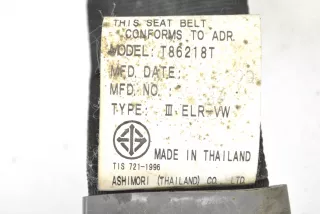 THIS SEAT BELT
CONFORMS TO ADR.
MODEL: T86218T
MFD. DATE:
MFD. NO.:
TYPE: III ELR-VW
MADE IN THAILAND
TIS 721-1996
ASHIMORI (THAILAND) CO., LTD.